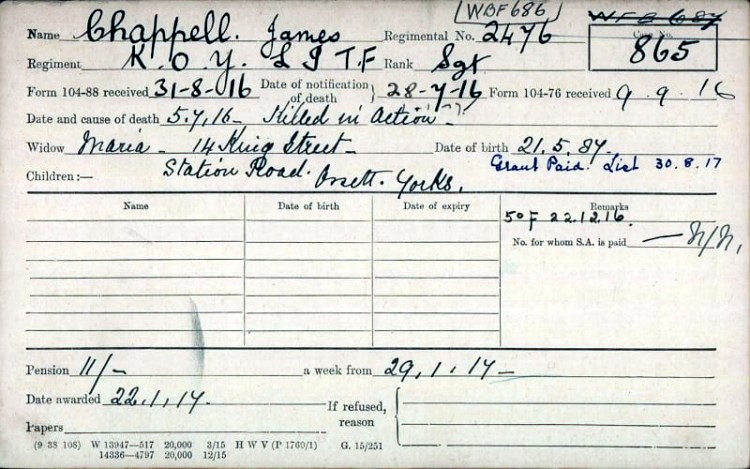 WBF686 WFB 687
Name Chappell. James Regimental No. 2476 Case No. 865
Regiment K. O. Y. L I T.F Rank Sgt
Form 104-88 received 31-8-16 Date of notification of death } 28-7-16 Form 104-76 received 9.9.16
Date and cause of death 5.7.16 - Killed in Action -
Widow Maria - 14 King Street - Date of birth 21.5.87.
Children:— Station Road. Ossett. Yorks. Grant Paid. List 30.8.17
Name Date of birth Date of expiry Remarks
50F 22.12.16.
No. for whom S.A. is paid — N/N.
Pension 11/- a week from 29.1.17-
Date awarded 22.1.17.
If refused, reason {
Papers
(9 38 108) W 13947—517 20,000 3/15 H W V (P 1760/1) G. 15/251
14336—4797 20,000 12/15